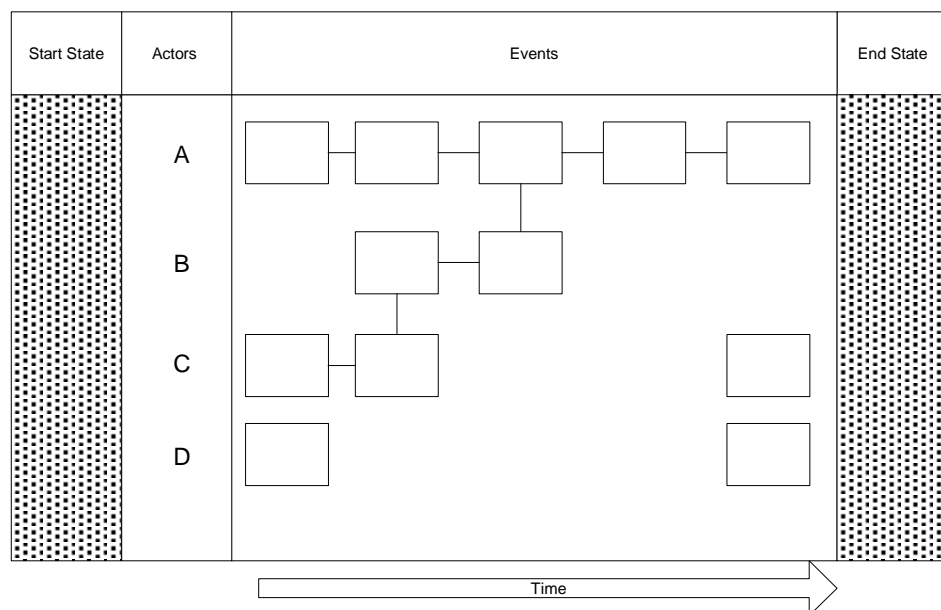 Start State
Actors
Events
End State
A
B
C
D
Time